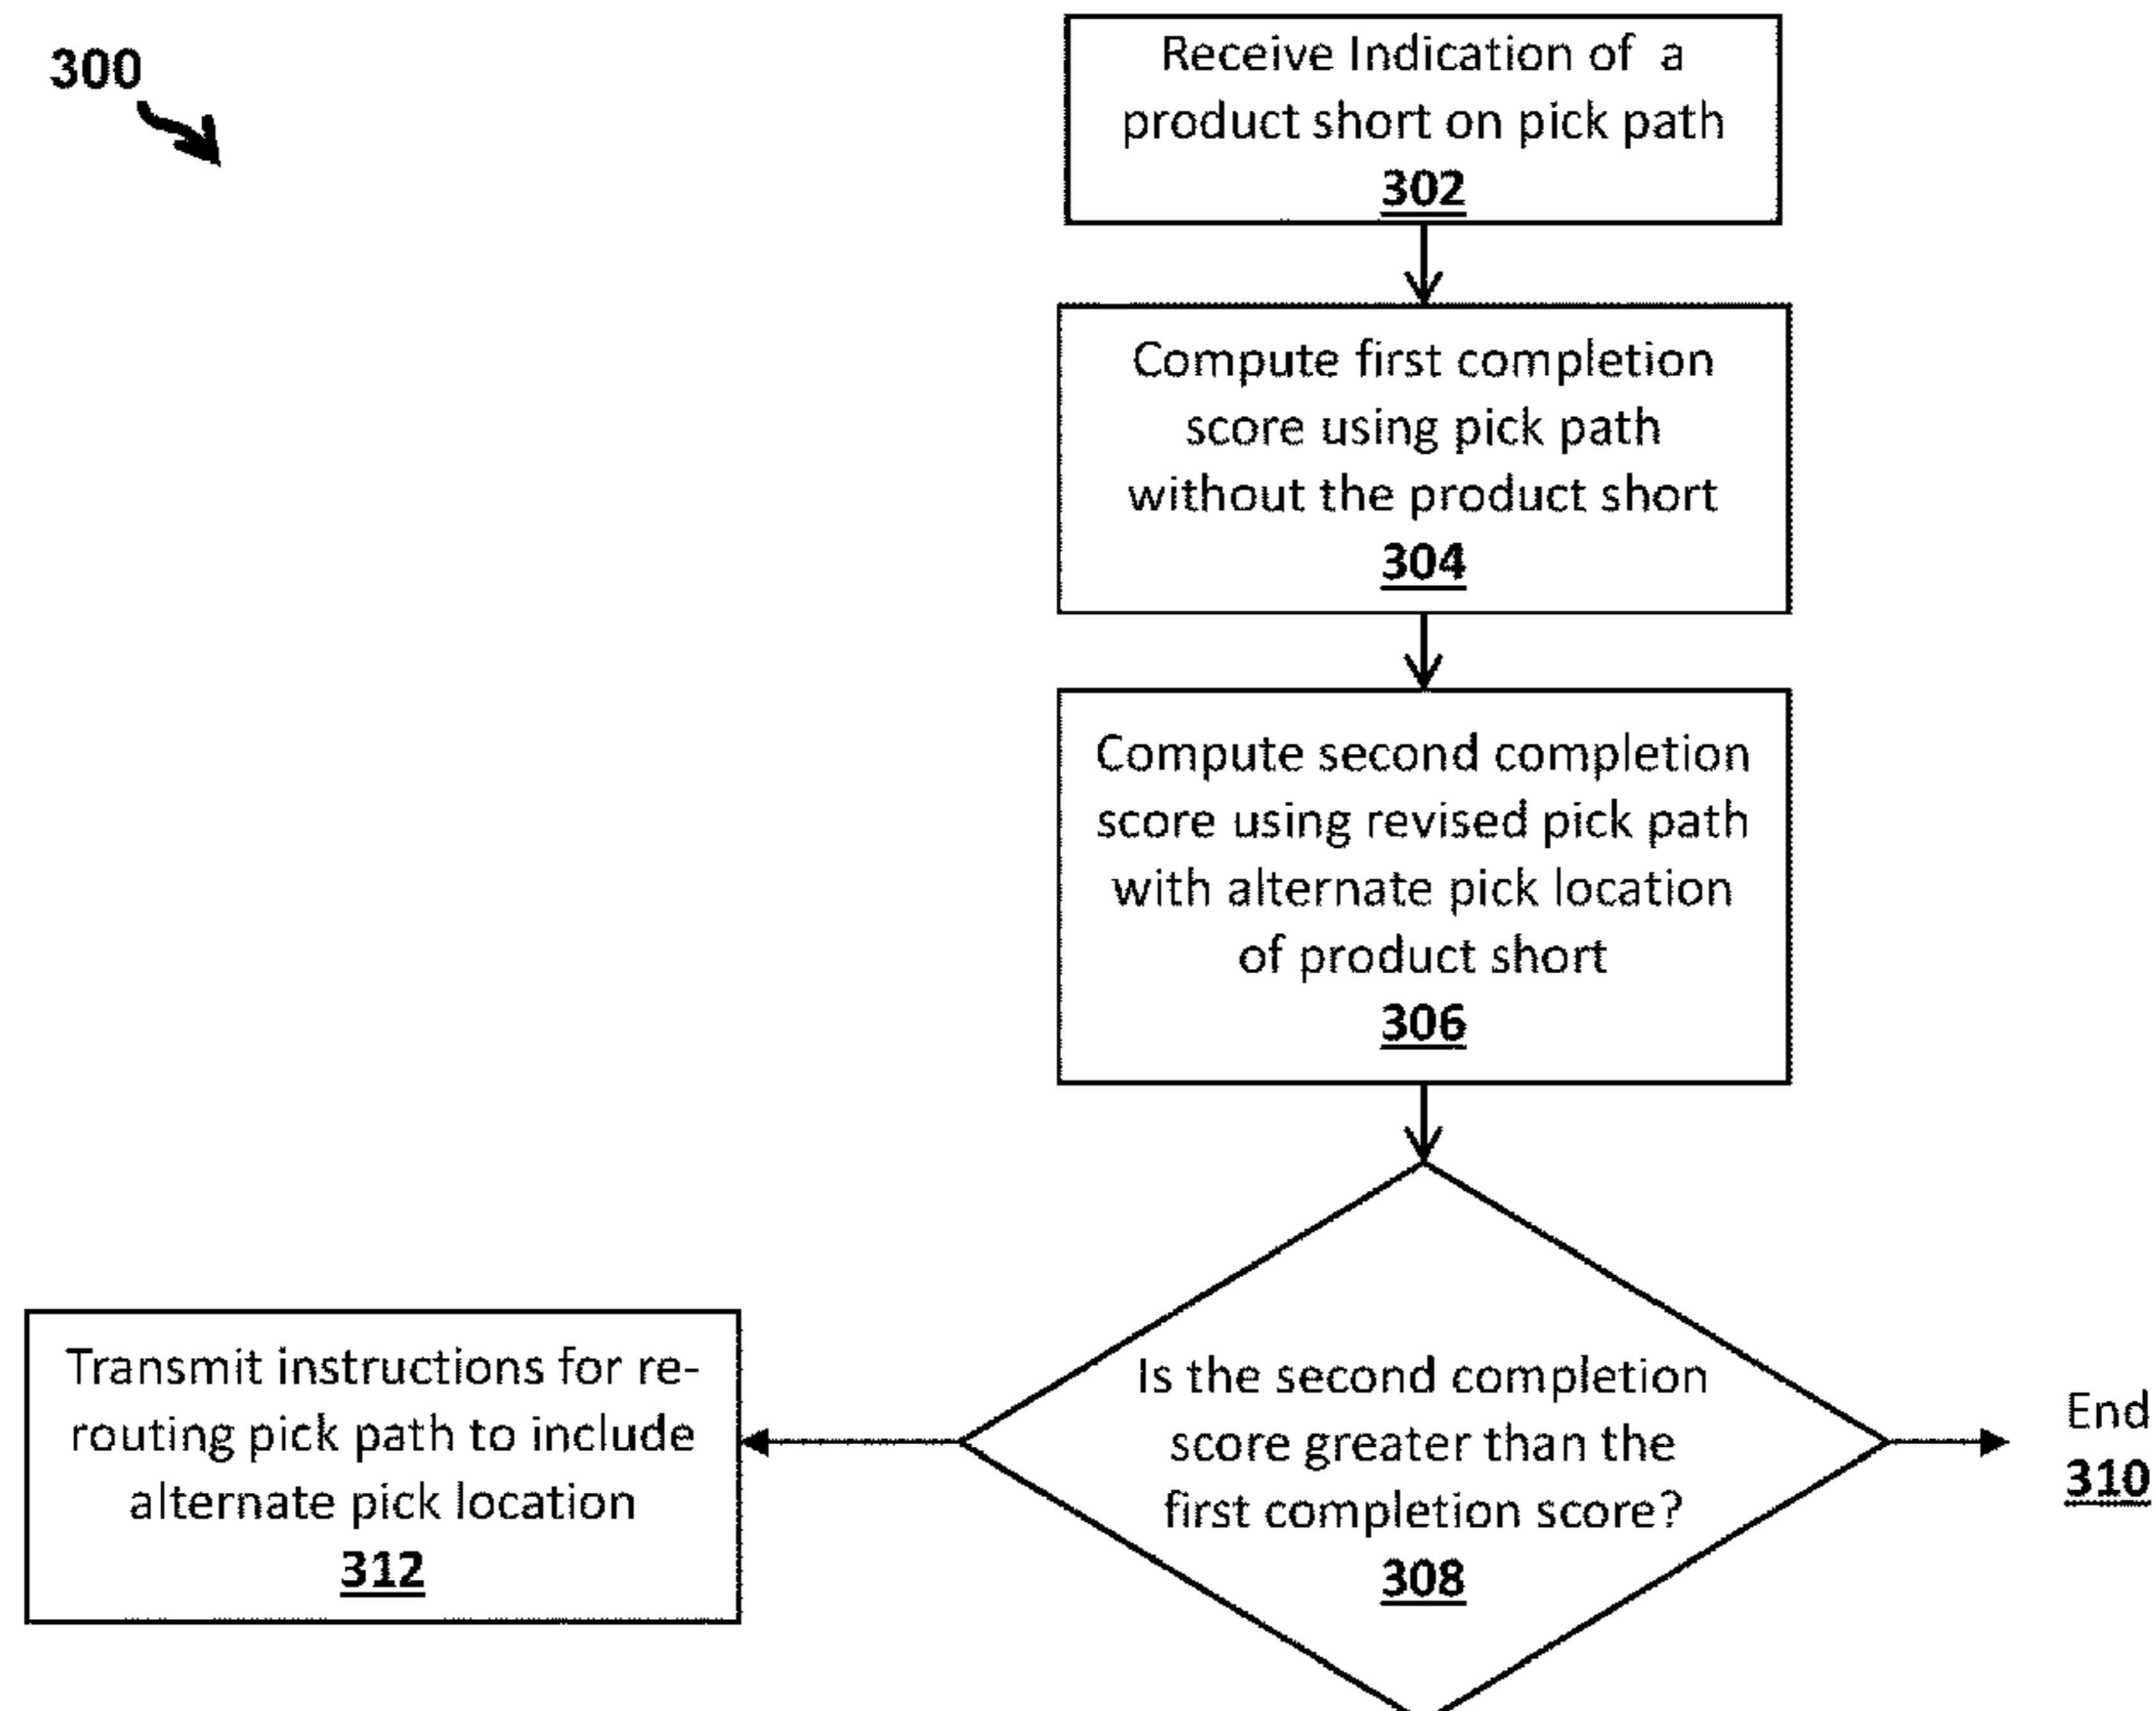 300
Receive Indication of a
product short on pick path
302
Compute first completion
score using pick path
without the product short
304
Compute second completion
score using revised pick path
with alternate pick location
of product short
306
Is the second completion
score greater than the
first completion score?
308
Transmit instructions for re-
routing pick path to include
alternate pick location
312
End
310